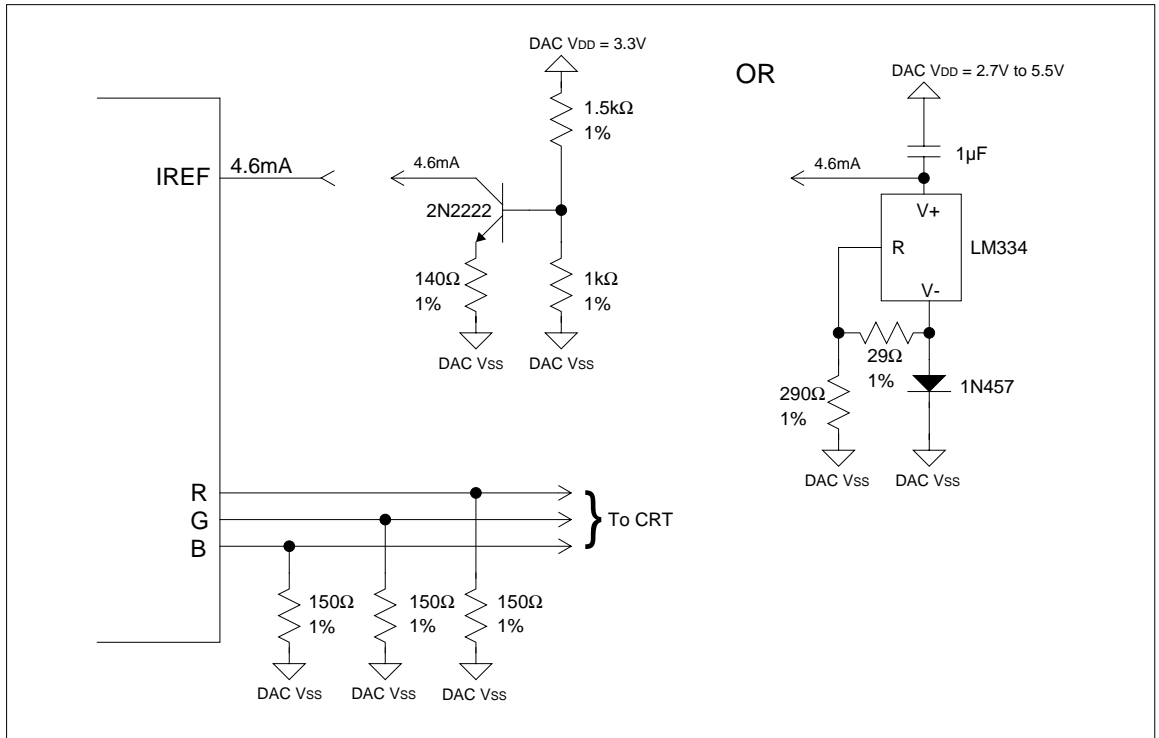 DAC VDD = 3.3V
OR
DAC VDD = 2.7V to 5.5V
1.5kΩ
1%
1µF
IREF
4.6mA
4.6mA
4.6mA
2N2222
V+
R
LM334
V-
140Ω
1%
1kΩ
1%
DAC VSS
DAC VSS
29Ω
1%
290Ω
1%
1N457
DAC VSS
DAC VSS
R
G
B
To CRT
150Ω
1%
150Ω
1%
150Ω
1%
DAC VSS
DAC VSS
DAC VSS